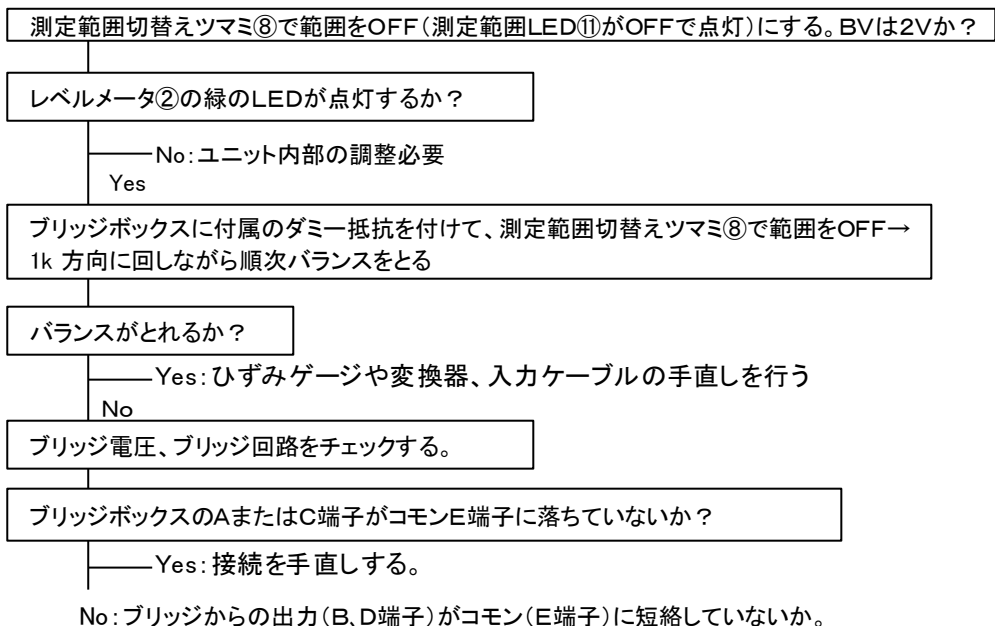 測定範囲切替えツマミ⑧で範囲をOFF(測定範囲LED⑪がOFFで点灯)にする。BVは2Vか？
レベルメータ②の緑のLEDが点灯するか？
No：ユニット内部の調整必要
Yes
ブリッジボックスに付属のダミー抵抗を付けて、測定範囲切替えツマミ⑧で範囲をOFF→
1k 方向に回しながら順次バランスをとる
バランスがとれるか？
Yes：ひずみゲージや変換器、入力ケーブルの手直しを行う
No
ブリッジ電圧、ブリッジ回路をチェックする。
ブリッジボックスのAまたはC端子がコモンE端子に落ちていないか？
Yes：接続を手直しする。
No：ブリッジからの出力(B、D端子)がコモン(E端子)に短絡していないか。